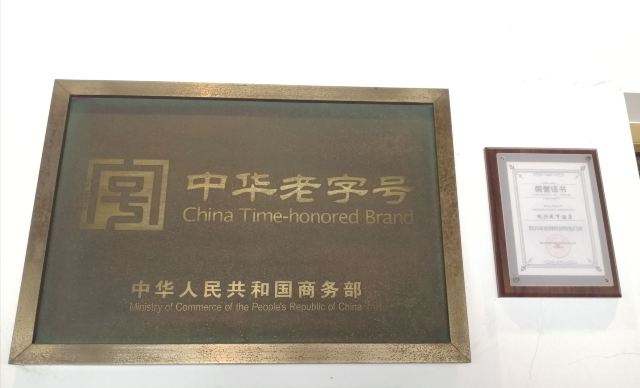 中华老字号
China Time-honored Brand
中华人民共和国商务部
Ministry of Commerce of the People's Republic of China
荣誉证书